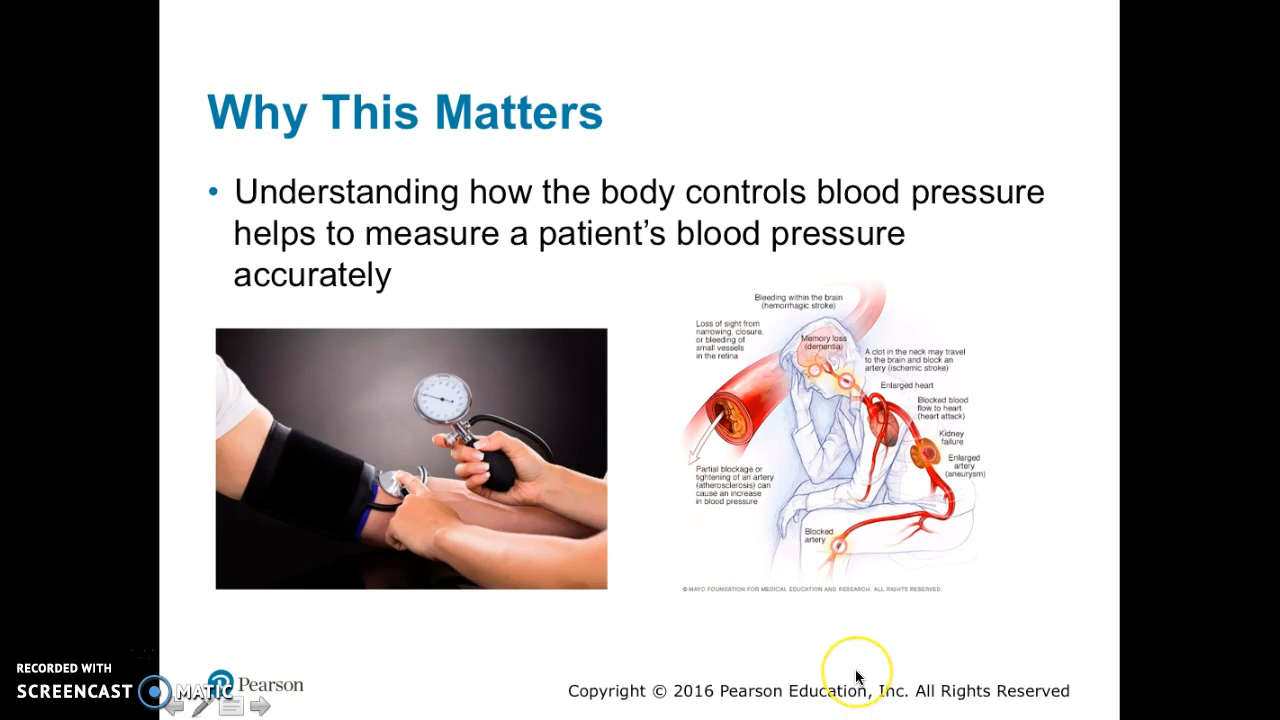 Why This Matters
• Understanding how the body controls blood pressure
helps to measure a patient’s blood pressure
accurately
Bleeding within the brain
(hemorrhagic stroke)
Loss of sight from
narrowing, closure,
or bleeding of
small vessels
in the retina
Memory loss
(dementia)
A clot in the neck may travel
to the brain and block an
artery (ischemic stroke)
Enlarged heart
Blocked blood
flow to heart
(heart attack)
Kidney
failure
Enlarged
artery
(aneurysm)
Partial blockage or
tightening of an artery
(atherosclerosis) can
cause an increase
in blood pressure
Blocked
artery
© MAYO FOUNDATION FOR MEDICAL EDUCATION AND RESEARCH. ALL RIGHTS RESERVED.
RECORDED WITH
SCREENCAST MATIC
Pearson
Copyright © 2016 Pearson Education, Inc. All Rights Reserved